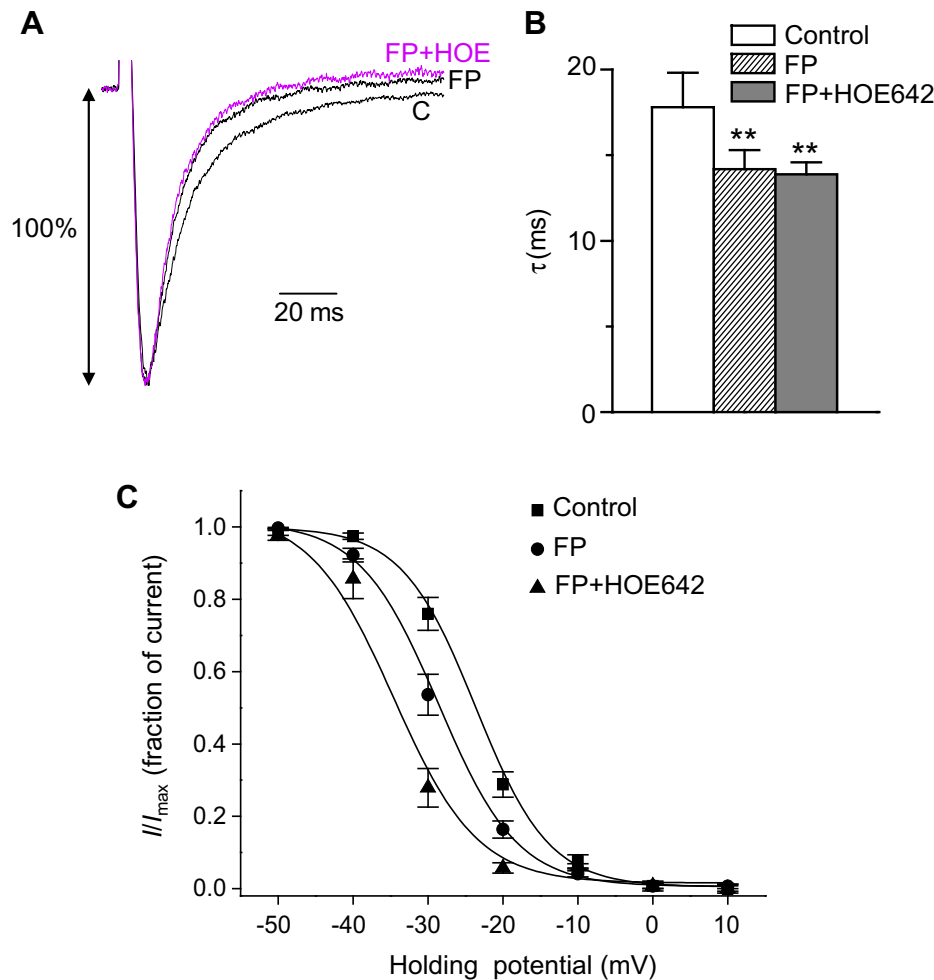 A
FP+HOE
FP
C
100%
20 ms
B
Control
FP
FP+HOE642
20
10
0
τ (ms)
**
**
C
Control
FP
FP+HOE642
1.0
0.8
0.6
0.4
0.2
0.0
I/Imax (fraction of current)
-50 -40 -30 -20 -10 0 10
Holding potential (mV)